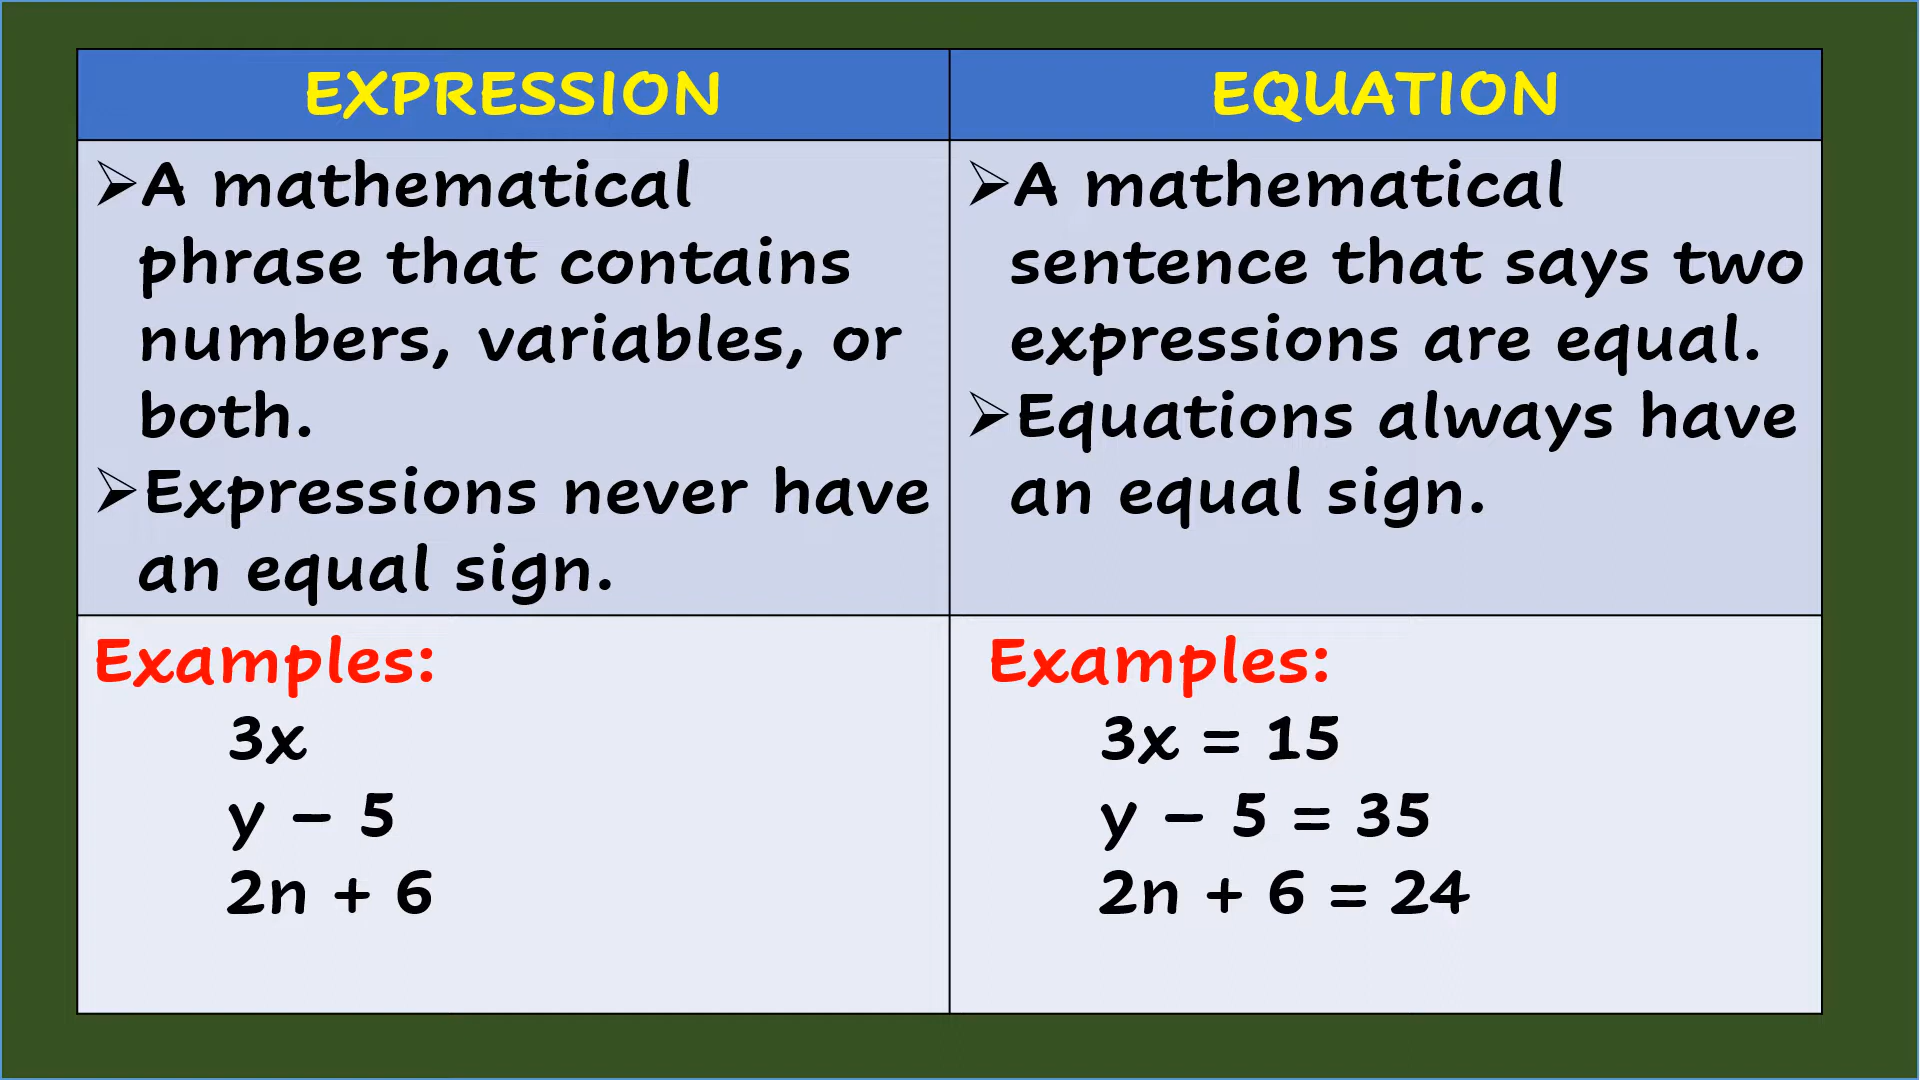 EXPRESSION
EQUATION
➢A mathematical
phrase that contains
numbers, variables, or
both.
➢Expressions never have
an equal sign.
➢A mathematical
sentence that says two
expressions are equal.
➢Equations always have
an equal sign.
Examples:
3x
y – 5
2n + 6
Examples:
3x = 15
y – 5 = 35
2n + 6 = 24